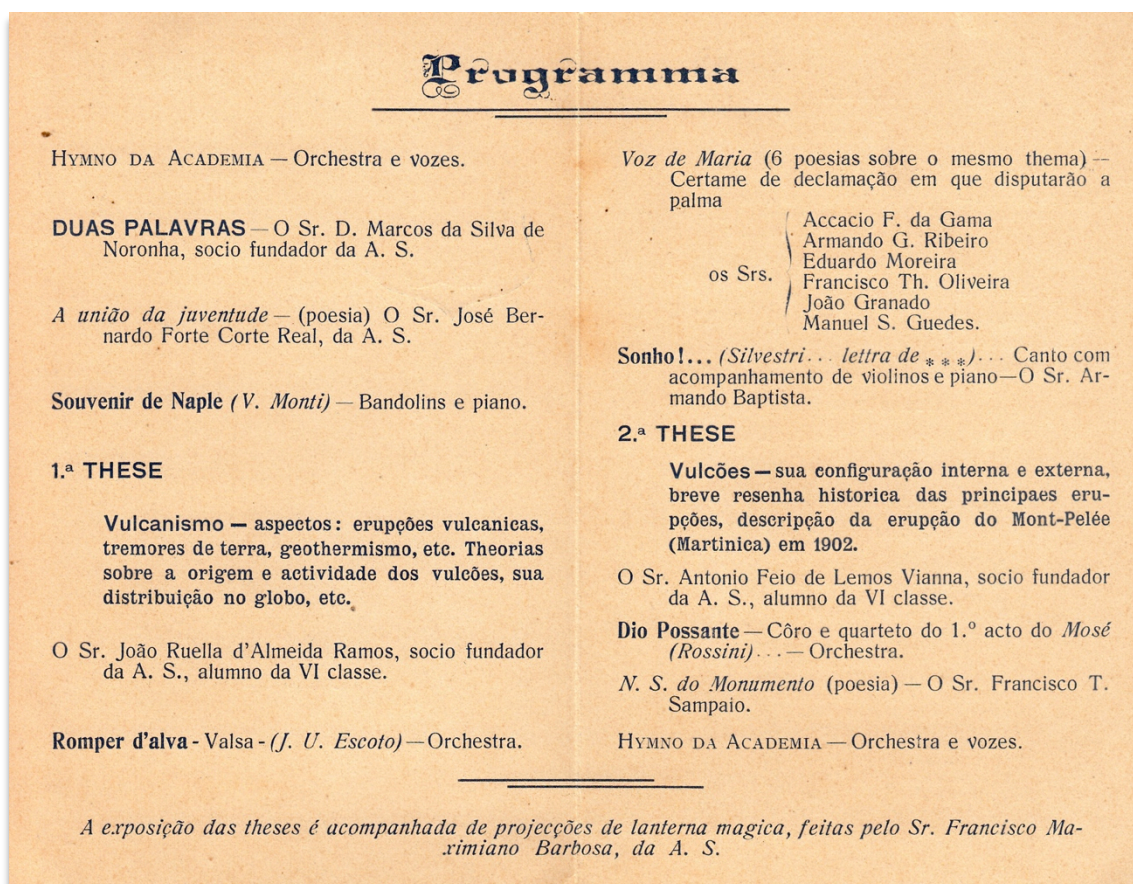 Programma
HYMNO DA ACADEMIA — Orchestra e vozes.
DUAS PALAVRAS — O Sr. D. Marcos da Silva de
Noronha, socio fundador da A. S.
A união da juventude — (poesia) O Sr. José Ber-
nardo Forte Corte Real, da A. S.
Souvenir de Naple (V. Monti) — Bandolins e piano.
1.ª THESE
Vulcanismo — aspectos: erupções vulcanicas,
tremores de terra, geothermismo, etc. Theorias
sobre a origem e actividade dos vulcões, sua
distribuição no globo, etc.
O Sr. João Ruella d'Almeida Ramos, socio fundador
da A. S., alumno da VI classe.
Romper d'alva - Valsa - (J. U. Escoto) — Orchestra.
Voz de Maria (6 poesias sobre o mesmo thema) —
Certame de declamação em que disputarão a
palma
os Srs.
Accacio F. da Gama
Armando G. Ribeiro
Eduardo Moreira
Francisco Th. Oliveira
João Granado
Manuel S. Guedes.
Sonho!... (Silvestri... lettra de * * *)... Canto com
acompanhamento de violinos e piano—O Sr. Ar-
mando Baptista.
2.ª THESE
Vulcões — sua configuração interna e externa,
breve resenha historica das principaes eru-
pções, descripção da erupção do Mont-Pelée
(Martinica) em 1902.
O Sr. Antonio Feio de Lemos Vianna, socio fundador
da A. S., alumno da VI classe.
Dio Possante — Côro e quarteto do 1.º acto do Mosé
(Rossini)... — Orchestra.
N. S. do Monumento (poesia) — O Sr. Francisco T.
Sampaio.
HYMNO DA ACADEMIA — Orchestra e vozes.
A exposição das theses é acompanhada de projecções de lanterna magica, feitas pelo Sr. Francisco Ma-
ximiano Barbosa, da A. S.